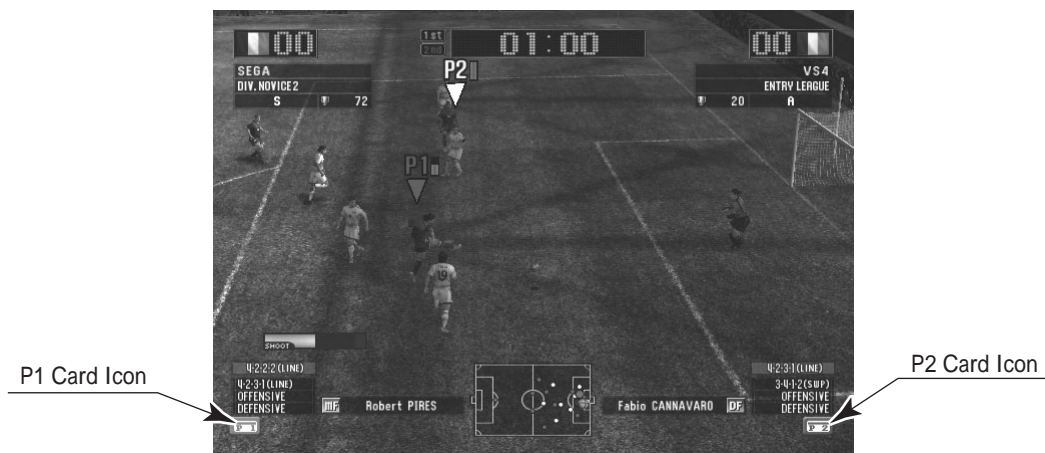 00
1st
2nd
01:00
00
SEGA
DIV. NOVICE2
S 72
VS4
ENTRY LEAGUE
20 A
P2
P1
19
SHOOT
4-2-2-2(LINE)
4-2-3-1(LINE)
OFFENSIVE
DEFENSIVE
P 1
MF Robert PIRES
Fabio CANNAVARO DF
4-2-3-1(LINE)
3-4-1-2(SWP)
OFFENSIVE
DEFENSIVE
P 2
P1 Card Icon
P2 Card Icon